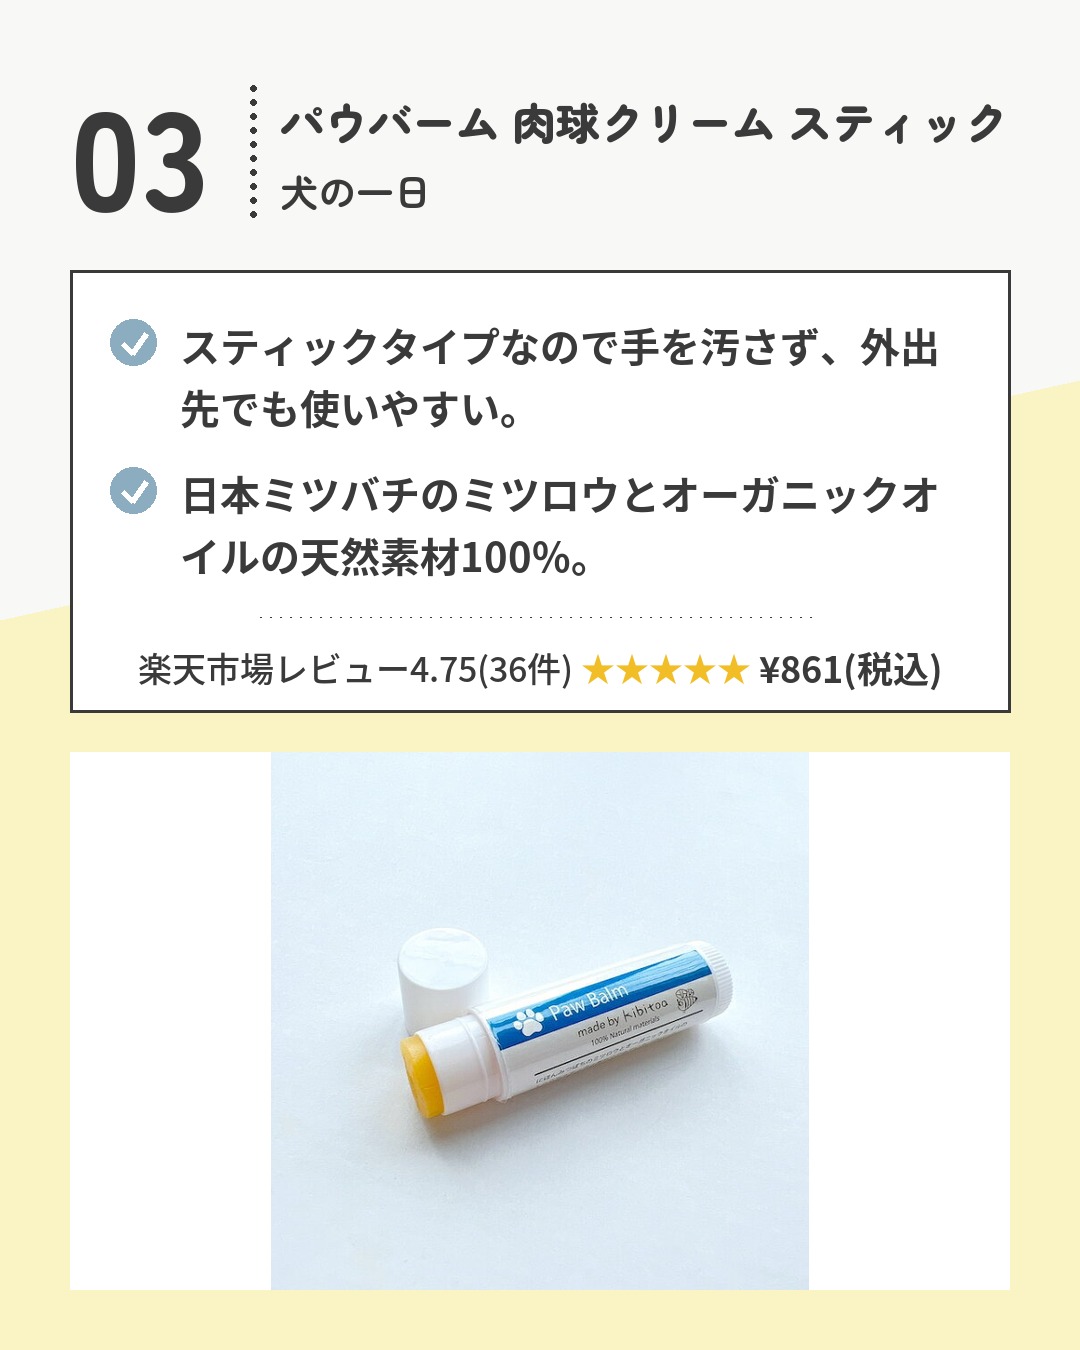 03
パウバーム 肉球クリーム スティック
犬の一日
スティックタイプなので手を汚さず、外出
先でも使いやすい。
日本ミツバチのミツロウとオーガニックオ
イルの天然素材100%。
楽天市場レビュー4.75(36件) ★★★★★ ¥861(税込)
Paw Balm
made by kibitoa
100% Natural materials